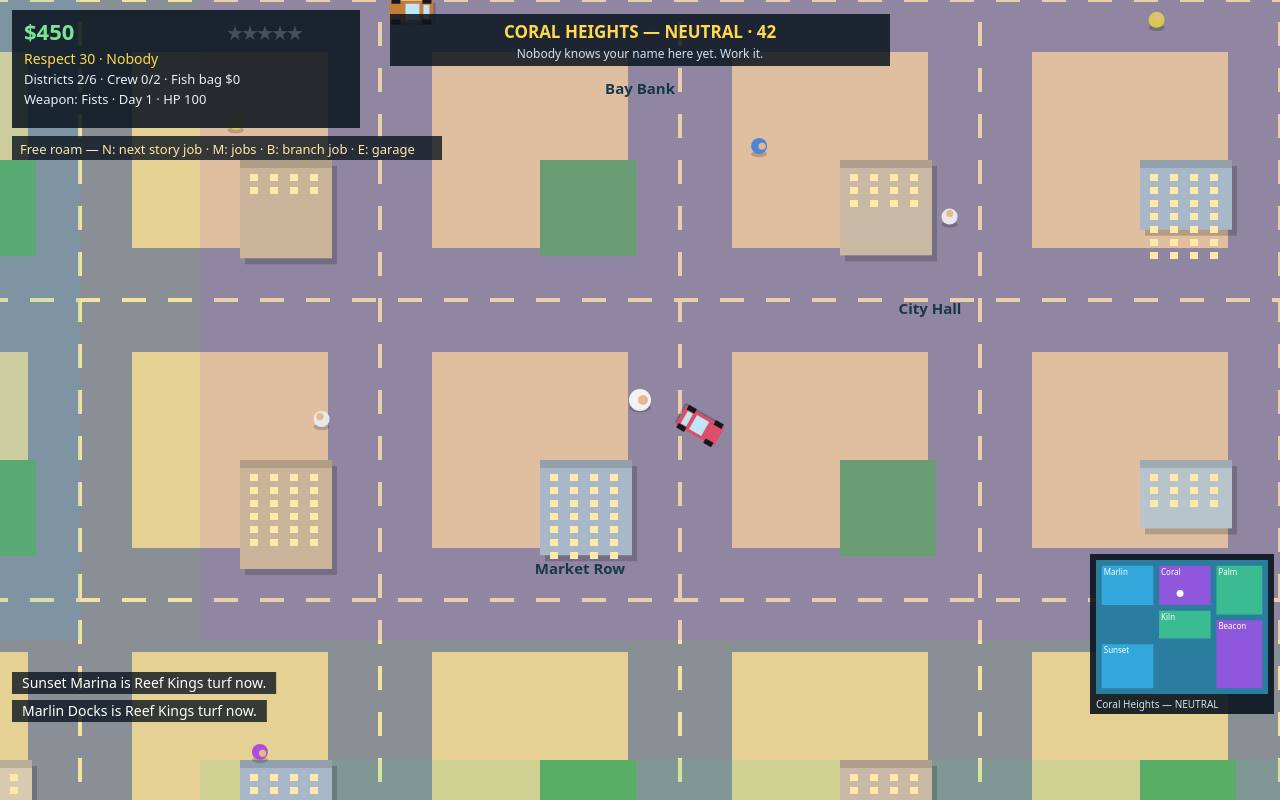 $450 ★★★★★
Respect 30 · Nobody
Districts 2/6 · Crew 0/2 · Fish bag $0
Weapon: Fists · Day 1 · HP 100
Free roam — N: next story job · M: jobs · B: branch job · E: garage
CORAL HEIGHTS — NEUTRAL · 42
Nobody knows your name here yet. Work it.
Bay Bank
City Hall
Market Row
Sunset Marina is Reef Kings turf now.
Marlin Docks is Reef Kings turf now.
Marlin
Coral
Palm
Kiln
Beacon
Sunset
Coral Heights — NEUTRAL